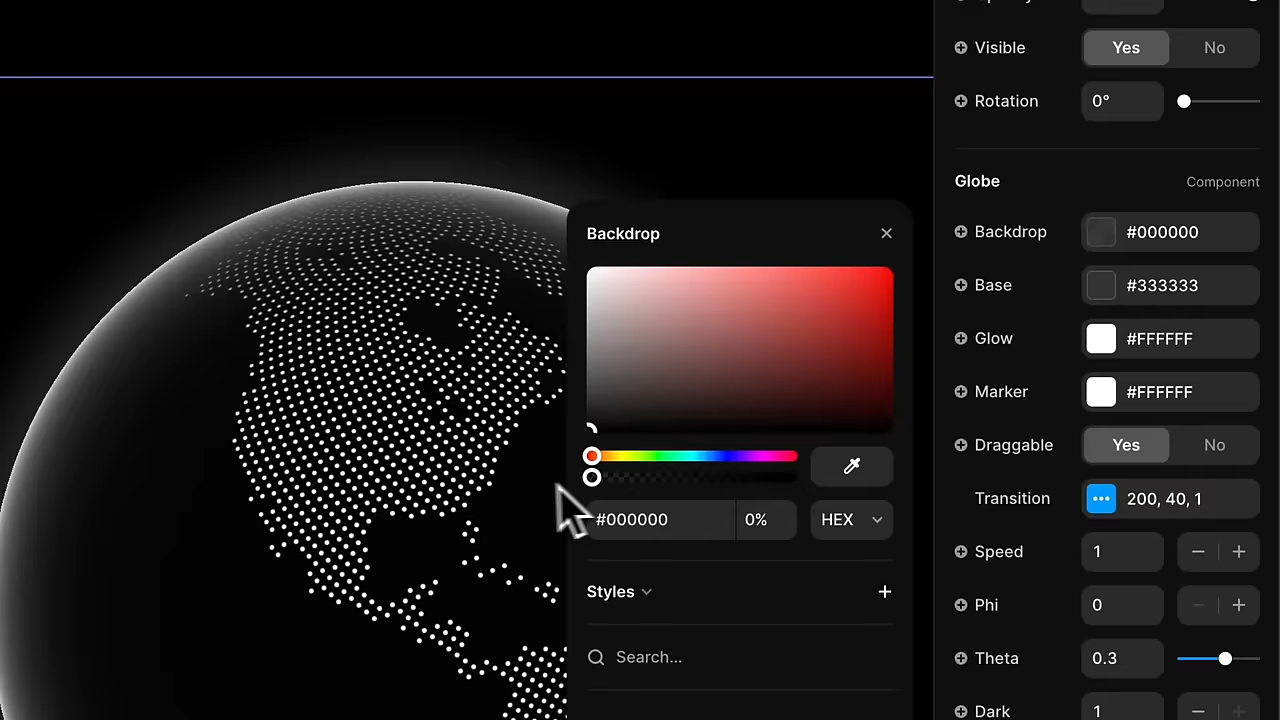 Visible Yes No
Rotation 0°
Globe Component
Backdrop #000000
Base #333333
Glow #FFFFFF
Marker #FFFFFF
Draggable Yes No
Transition 200, 40, 1
Speed 1
Phi 0
Theta 0.3
Dark 1
Backdrop
#000000 0% HEX
Styles
Search...